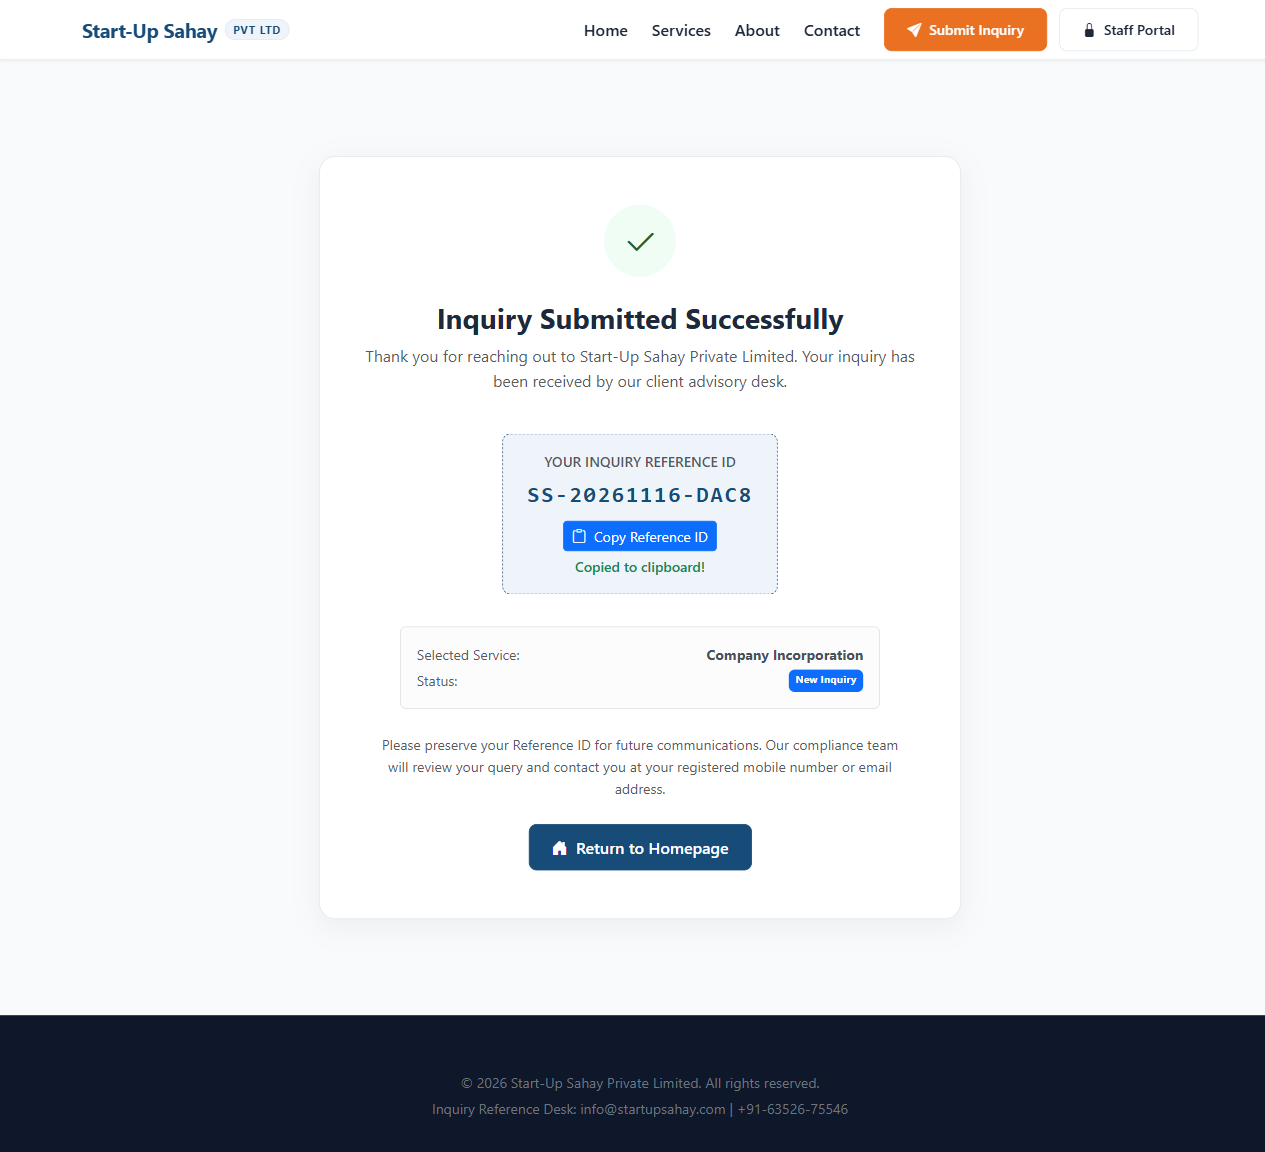 Start-Up Sahay PVT LTD
Home Services About Contact Submit Inquiry Staff Portal
Inquiry Submitted Successfully
Thank you for reaching out to Start-Up Sahay Private Limited. Your inquiry has
been received by our client advisory desk.
YOUR INQUIRY REFERENCE ID
SS-20261116-DAC8
Copy Reference ID
Copied to clipboard!
Selected Service: Company Incorporation
Status: New Inquiry
Please preserve your Reference ID for future communications. Our compliance team
will review your query and contact you at your registered mobile number or email
address.
Return to Homepage
© 2026 Start-Up Sahay Private Limited. All rights reserved.
Inquiry Reference Desk: info@startupsahay.com | +91-63526-75546